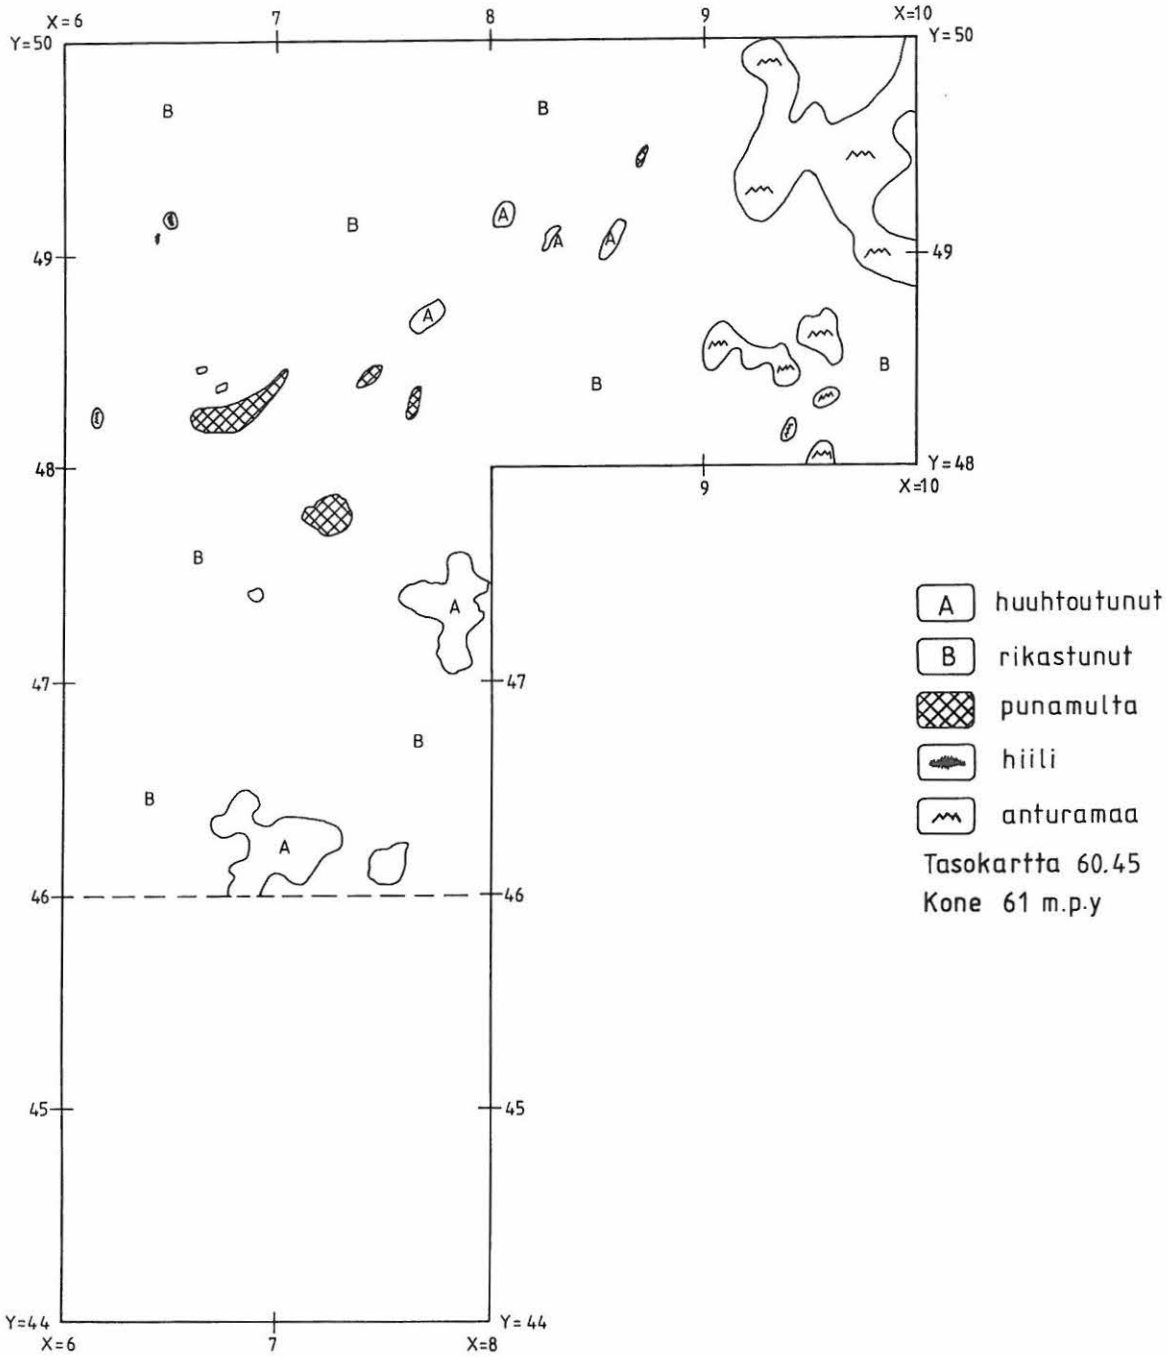 X=6 7 8 9 X=10
Y=50 Y=50
A
B B
A B A A A
49 49
A
B B
48 Y=48
9 X=10
B
A
A huuhtoutunut
B rikastunut
47 47
punamulta
B
hiili
B
anturamaa
A
Tasokartta 60.45
46 46
Kone 61 m.p.y
45 45
Y=44 Y=44
X=6 7 X=8